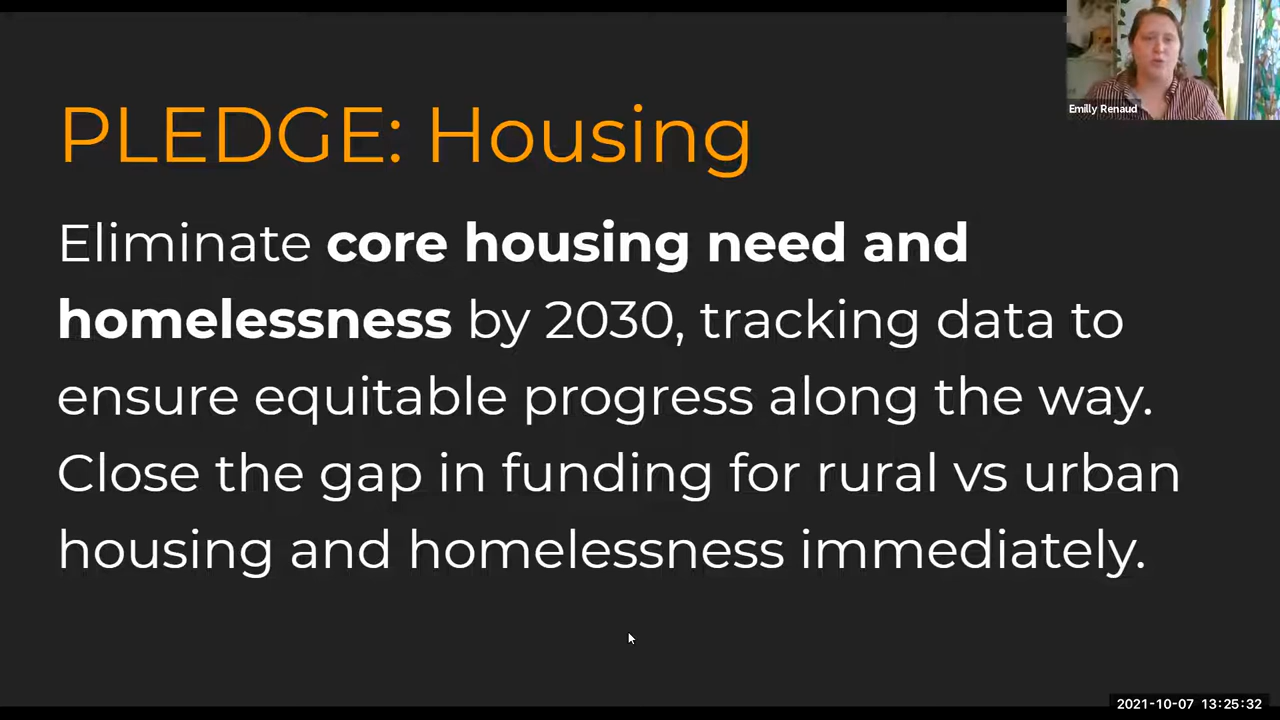 PLEDGE: Housing
Emilly Renaud
Eliminate core housing need and
homelessness by 2030, tracking data to
ensure equitable progress along the way.
Close the gap in funding for rural vs urban
housing and homelessness immediately.
2021-10-07 13:25:32